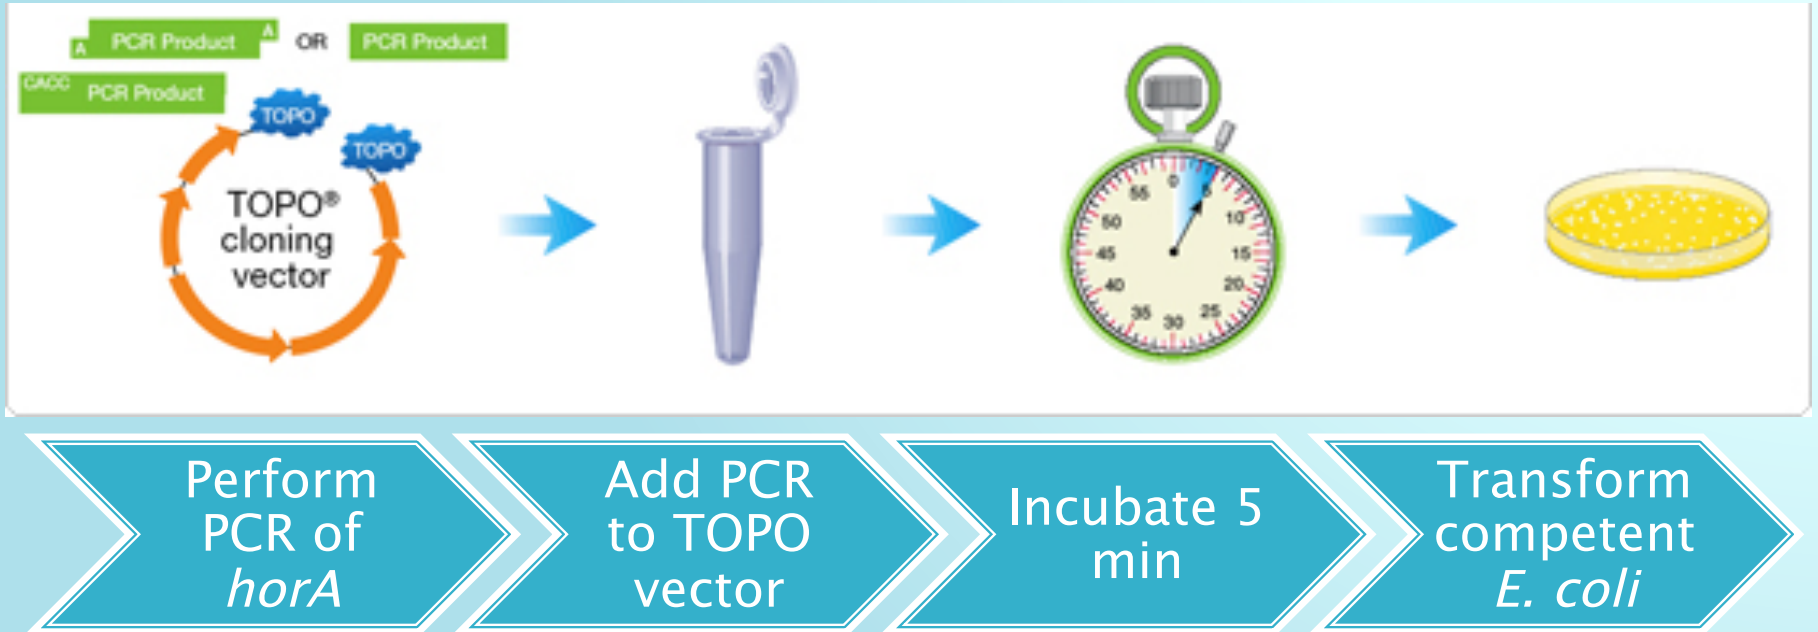 A PCR Product A OR PCR Product
CACC PCR Product
TOPO
TOPO
TOPO®
cloning
vector
0
5
10
15
20
25
30
35
40
45
50
55
Perform
PCR of
horA
Add PCR
to TOPO
vector
Incubate 5
min
Transform
competent
E. coli